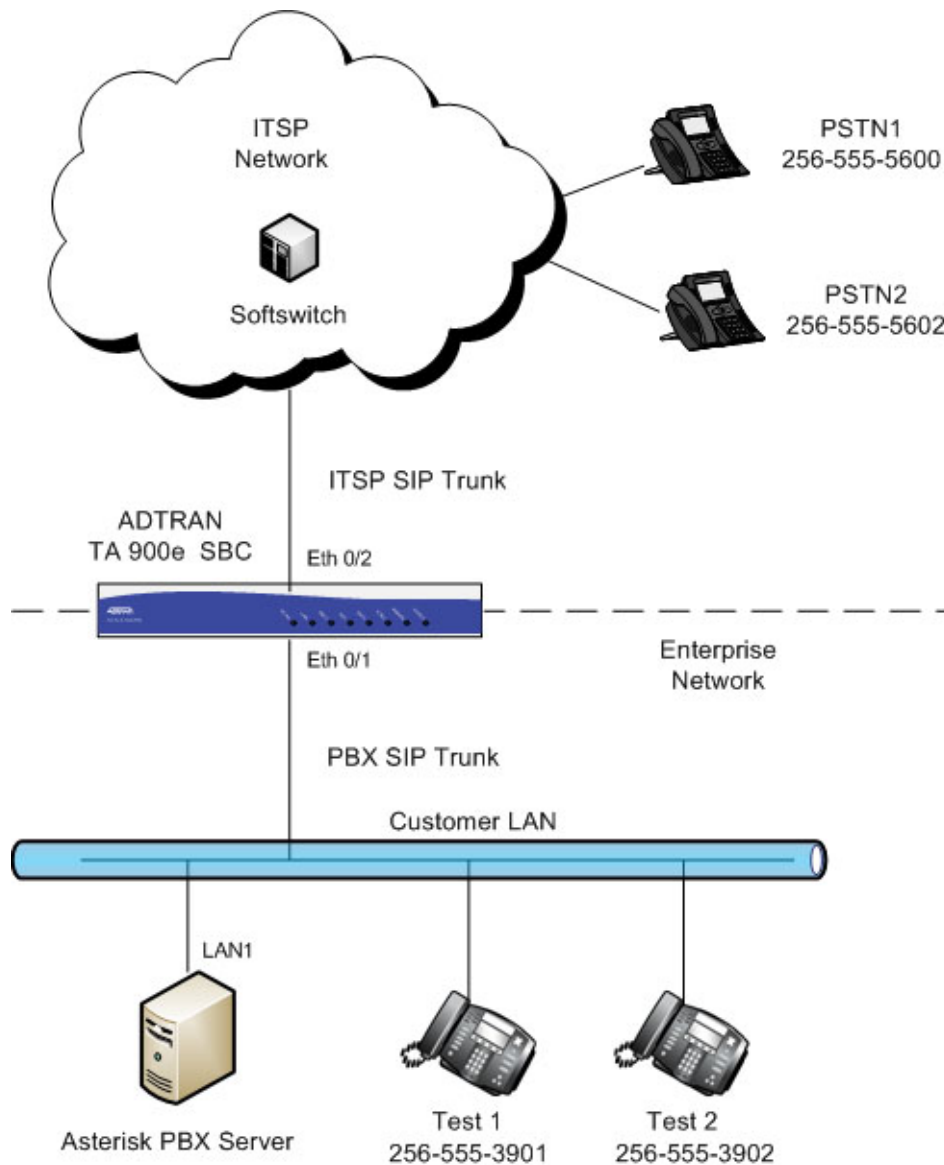 ITSP
Network
Softswitch
PSTN1
256-555-5600
PSTN2
256-555-5602
ITSP SIP Trunk
ADTRAN
TA 900e SBC
Eth 0/2
ADTRAN
Eth 0/1
Enterprise
Network
PBX SIP Trunk
Customer LAN
LAN1
Asterisk PBX Server
Test 1
256-555-3901
Test 2
256-555-3902